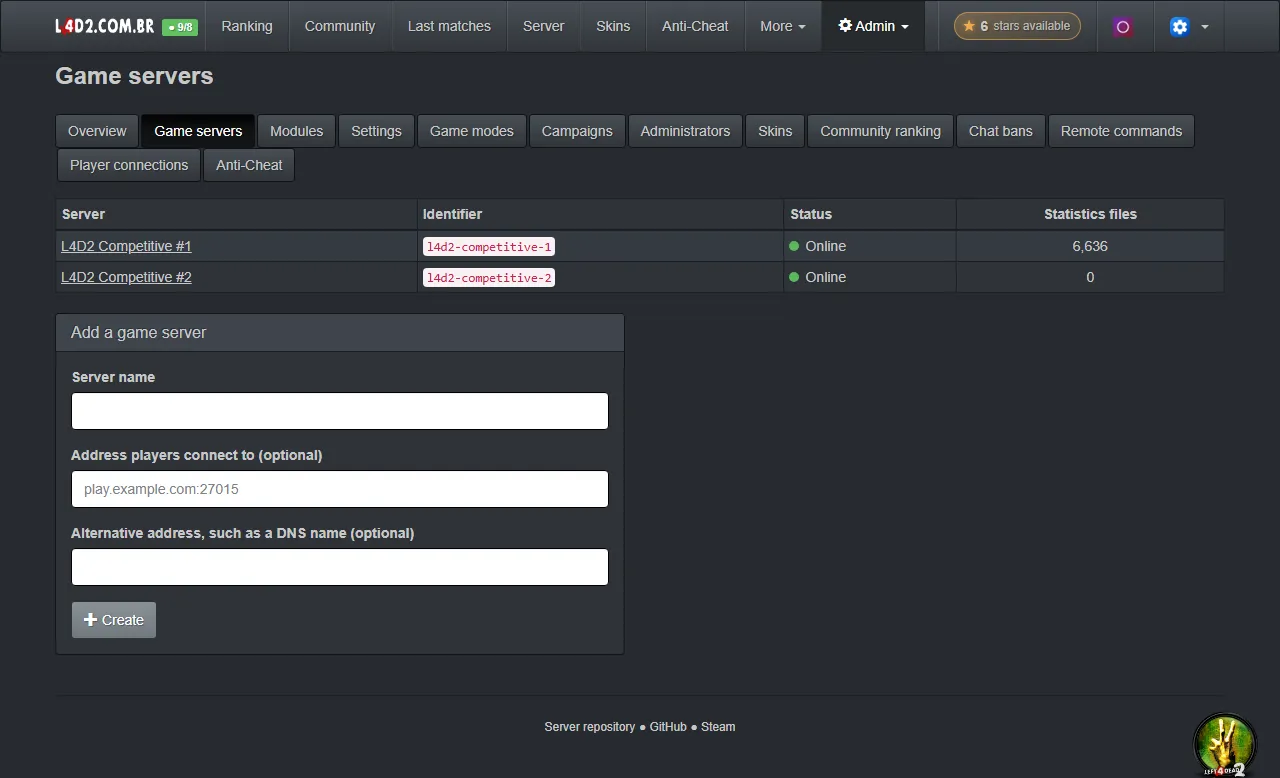 L4D2.COM.BR ● 9/8 Ranking Community Last matches Server Skins Anti-Cheat More Admin ★ 6 stars available
Game servers
Overview Game servers Modules Settings Game modes Campaigns Administrators Skins Community ranking Chat bans Remote commands
Player connections Anti-Cheat
Server Identifier Status Statistics files
L4D2 Competitive #1 l4d2-competitive-1 Online 6,636
L4D2 Competitive #2 l4d2-competitive-2 Online 0
Add a game server
Server name
Address players connect to (optional)
play.example.com:27015
Alternative address, such as a DNS name (optional)
Create
Server repository ● GitHub ● Steam
LEFT 4 DEAD 2